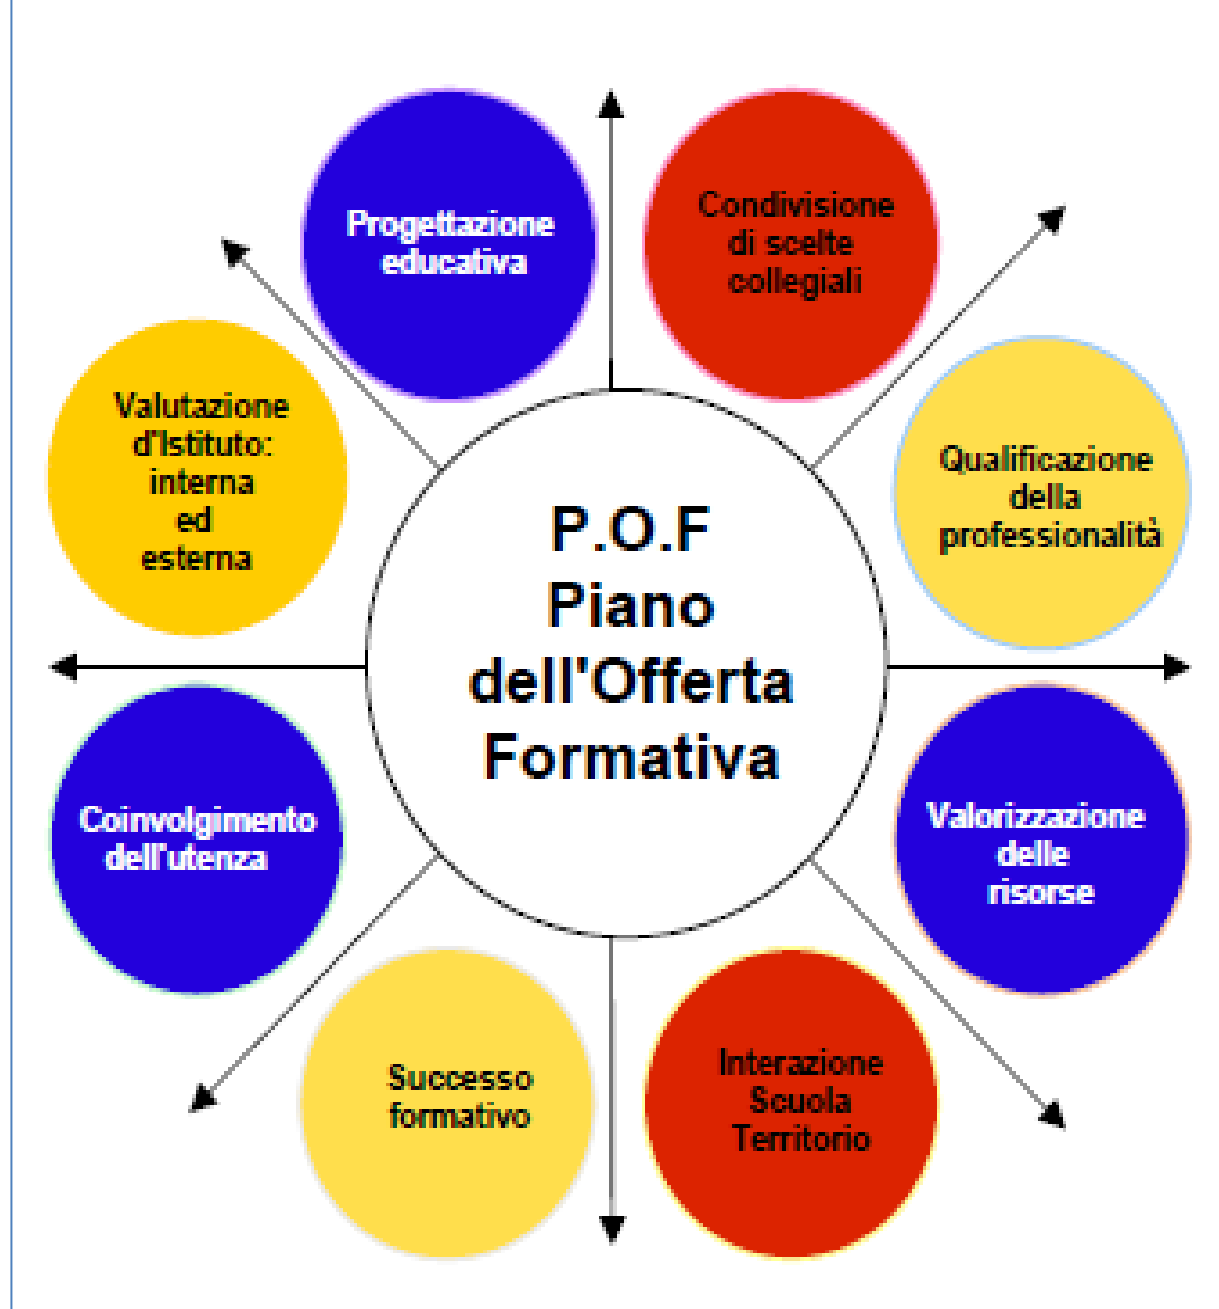 Progettazione
educativa
Condivisione
di scelte
collegiali
Valutazione
d'Istituto:
interna
ed
esterna
Qualificazione
della
professionalità
P.O.F
Piano
dell'Offerta
Formativa
Coinvolgimento
dell'utenza
Valorizzazione
delle
risorse
Successo
formativo
Interazione
Scuola
Territorio